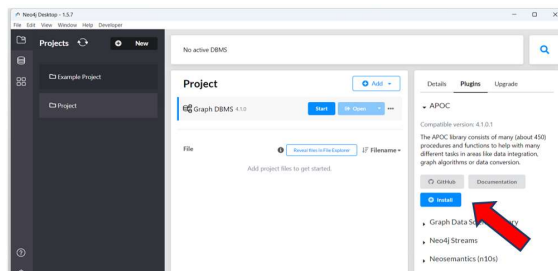 Neo4j Desktop - 1.5.7
File Edit View Window Help Developer
Projects
New
Example Project
Project
No active DBMS
Project
Add
Graph DBMS 4.1.0
Start
Open
File
Reveal files in File Explorer
Filename
Add project files to get started.
Details Plugins Upgrade
APOC
Compatible version: 4.1.0.1
The APOC library consists of many (about 450)
procedures and functions to help with many
different tasks in areas like data integration,
graph algorithms or data conversion.
GitHub Documentation
Install
Graph Data
Neo4j Streams
Neosemantics (n10s)